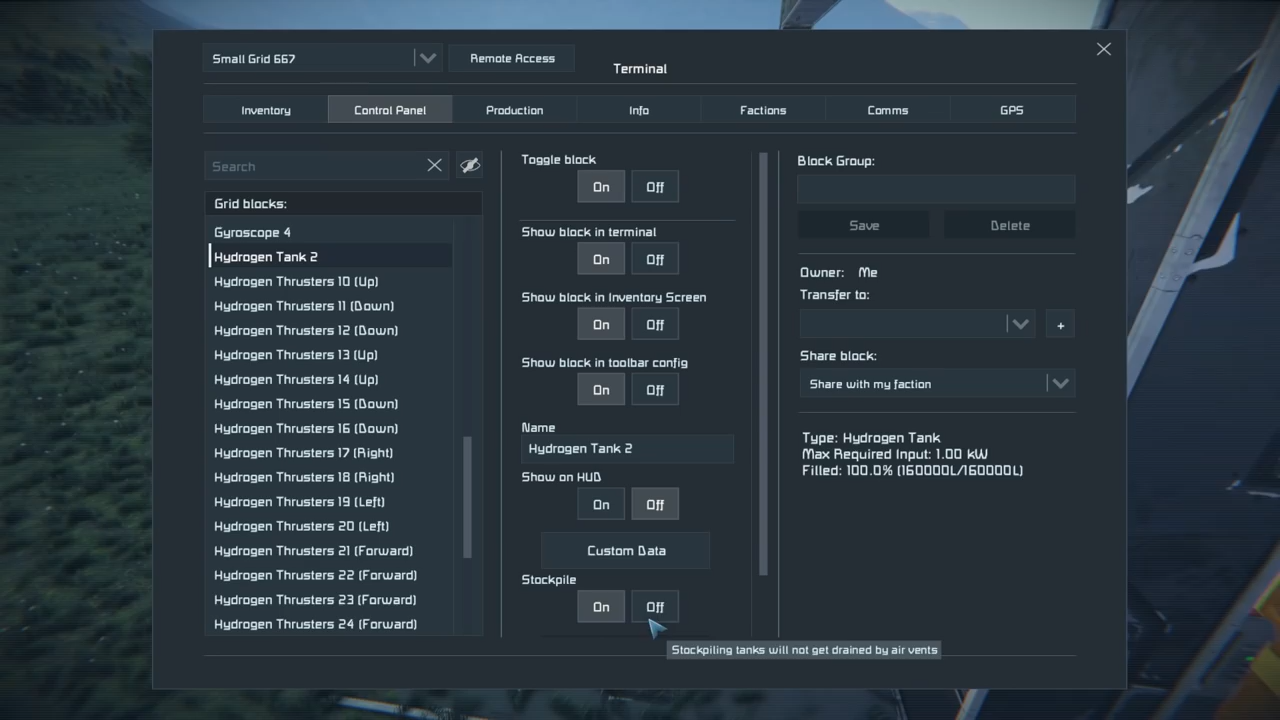 Small Grid 667
Remote Access
Terminal
Inventory
Control Panel
Production
Info
Factions
Comms
GPS
Search
Grid blocks:
Gyroscope 4
Hydrogen Tank 2
Hydrogen Thrusters 10 (Up)
Hydrogen Thrusters 11 (Down)
Hydrogen Thrusters 12 (Down)
Hydrogen Thrusters 13 (Up)
Hydrogen Thrusters 14 (Up)
Hydrogen Thrusters 15 (Down)
Hydrogen Thrusters 16 (Down)
Hydrogen Thrusters 17 (Right)
Hydrogen Thrusters 18 (Right)
Hydrogen Thrusters 19 (Left)
Hydrogen Thrusters 20 (Left)
Hydrogen Thrusters 21 (Forward)
Hydrogen Thrusters 22 (Forward)
Hydrogen Thrusters 23 (Forward)
Hydrogen Thrusters 24 (Forward)
Toggle block
On Off
Show block in terminal
On Off
Show block in Inventory Screen
On Off
Show block in toolbar config
On Off
Name
Hydrogen Tank 2
Show on HUD
On Off
Custom Data
Stockpile
On Off
Stockpiling tanks will not get drained by air vents
Block Group:
Save
Delete
Owner: Me
Transfer to:
+
Share block:
Share with my faction
Type: Hydrogen Tank
Max Required Input: 1.00 kW
Filled: 100.0% (160000L/160000L)